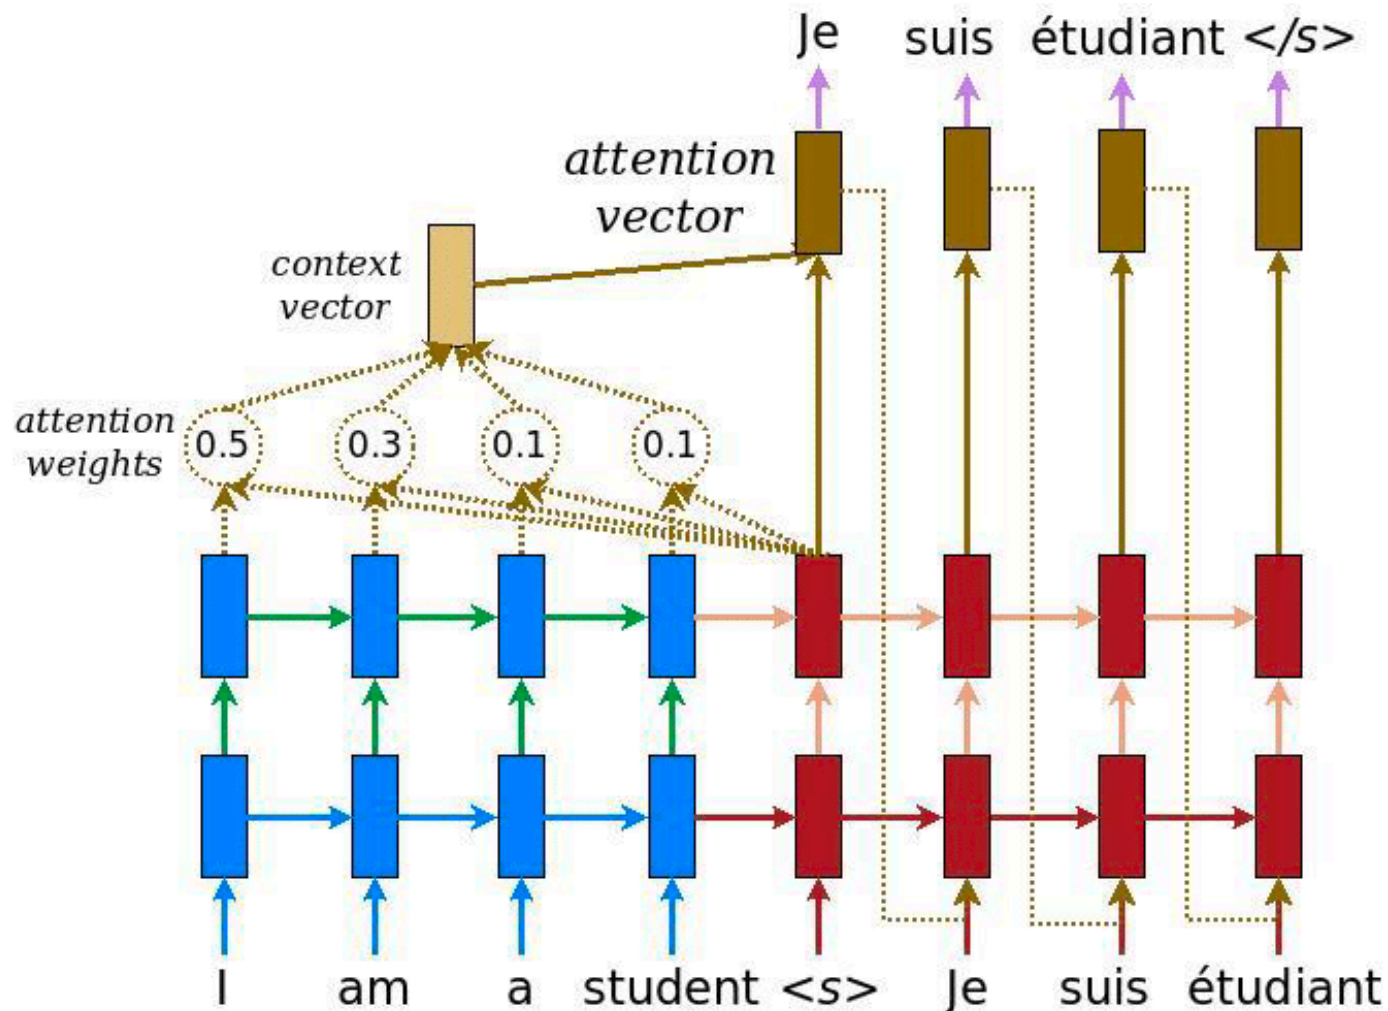 Je suis étudiant </s>
attention
vector
context
vector
attention
weights
0.5 0.3 0.1 0.1
I am a student <s> Je suis étudiant